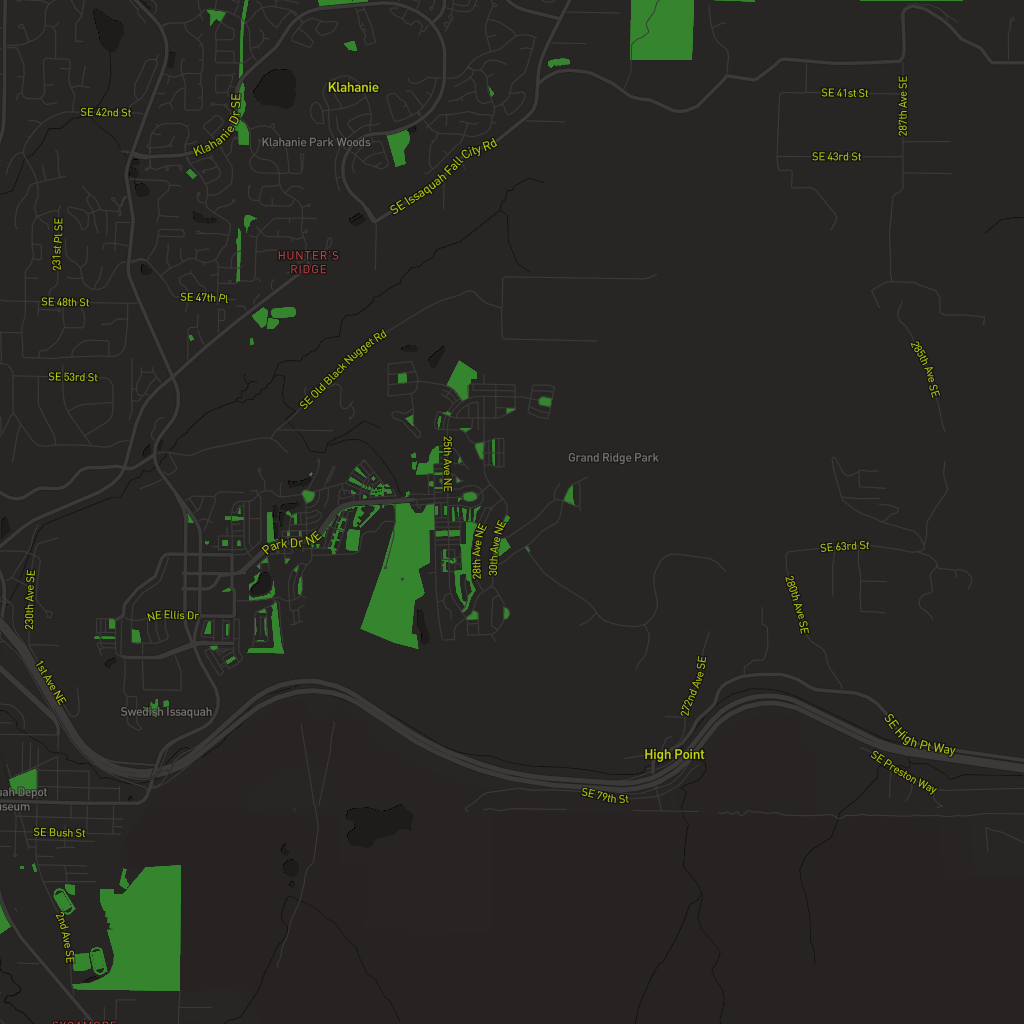 Klahanie
SE 41st St
287th Ave SE
SE 42nd St
Klahanie Dr SE
Klahanie Park Woods
SE 43rd St
SE Issaquah Fall City Rd
231st Pl SE
HUNTER'S
RIDGE
SE 47th Pl
SE 48th St
SE Old Black Nugget Rd
285th Ave SE
SE 53rd St
25th Ave NE
Grand Ridge Park
Park Dr NE
28th Ave NE
30th Ave NE
SE 63rd St
230th Ave SE
280th Ave SE
NE Ellis Dr
1st Ave NE
272nd Ave SE
Swedish Issaquah
SE High Pt Way
High Point
SE Preston Way
uah Depot
useum
SE 79th St
SE Bush St
2nd Ave SE
SYCAMORE